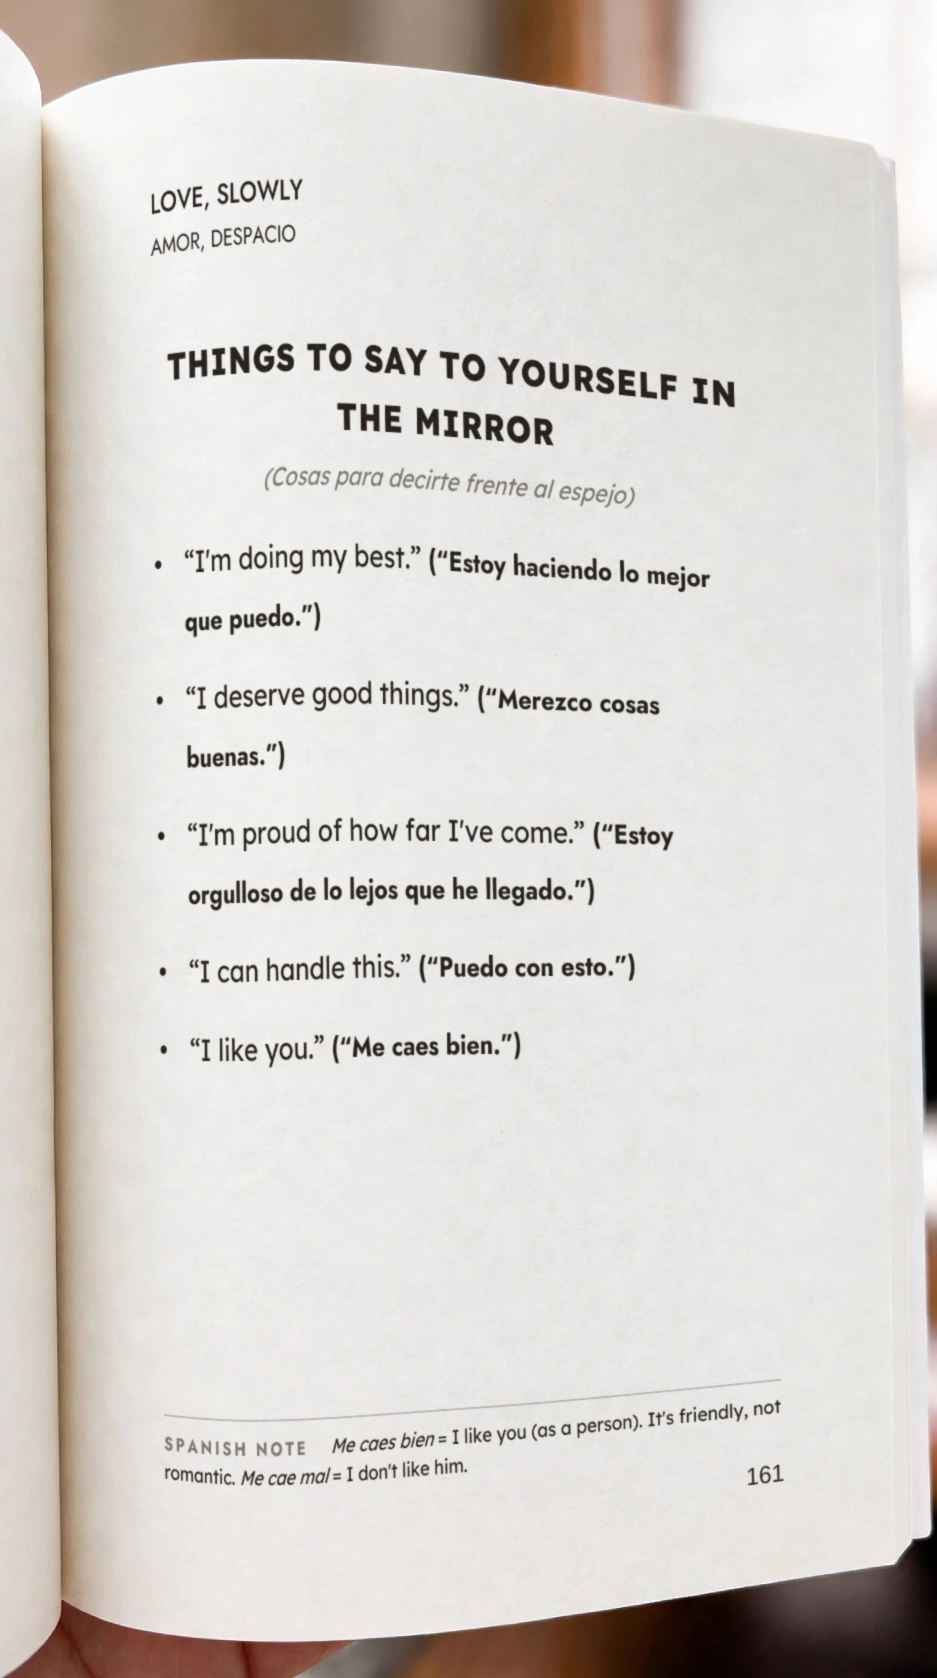 LOVE, SLOWLY
AMOR, DESPACIO
THINGS TO SAY TO YOURSELF IN
THE MIRROR
(Cosas para decirte frente al espejo)
• “I'm doing my best.” (“Estoy haciendo lo mejor
que puedo.”)
• “I deserve good things.” (“Merezco cosas
buenas.”)
• “I'm proud of how far I've come.” (“Estoy
orgulloso de lo lejos que he llegado.”)
• “I can handle this.” (“Puedo con esto.”)
• “I like you.” (“Me caes bien.”)
SPANISH NOTE Me caes bien = I like you (as a person). It's friendly, not
romantic. Me cae mal = I don't like him.
161